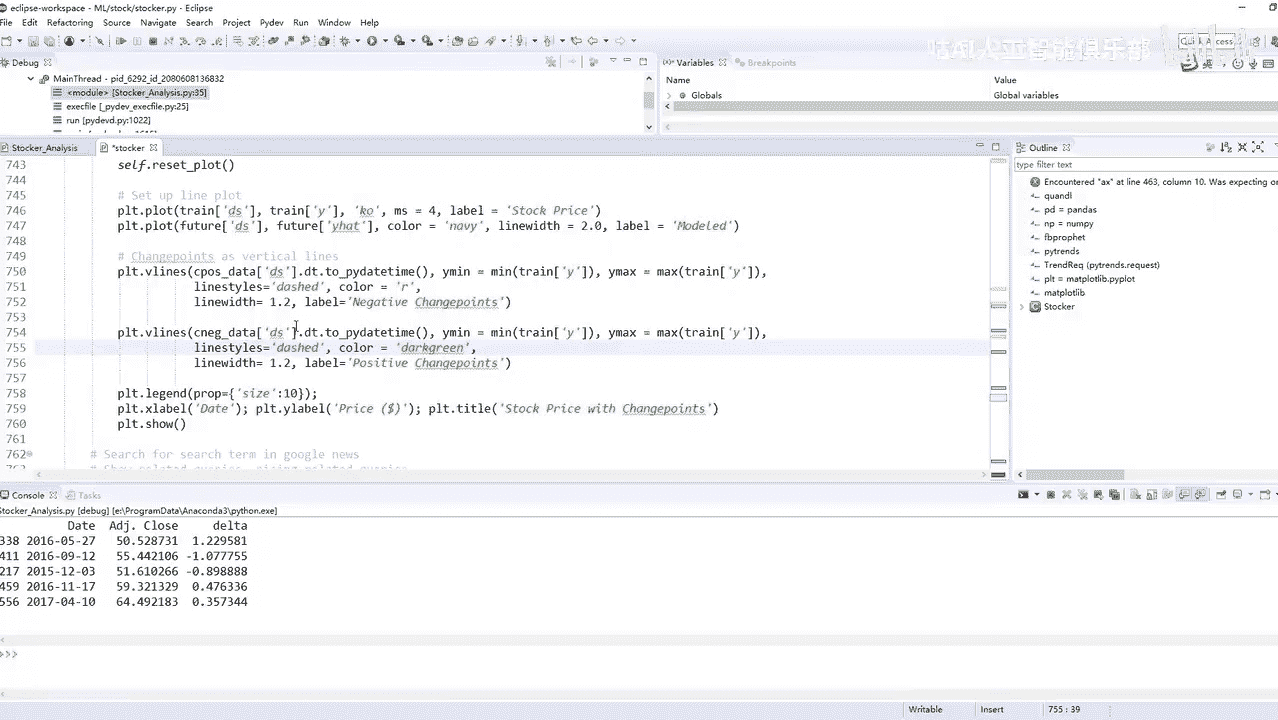 eclipse-workspace - ML/stock/stocker.py - Eclipse
File Edit Refactoring Source Navigate Search Project Pydev Run Window Help
Quick Access
Debug
Variables Breakpoints
MainThread - pid_6292_id_2080608136832
<module> [Stocker_Analysis.py:35]
execfile [_pydev_execfile.py:25]
run [pydevd.py:1022]
Name Value
Globals Global variables
Stocker_Analysis *stocker
Outline
type filter text
743 self.reset_plot()
744
745 # Set up line plot
746 plt.plot(train['ds'], train['y'], 'ko', ms = 4, label = 'Stock Price')
747 plt.plot(future['ds'], future['yhat'], color = 'navy', linewidth = 2.0, label = 'Modeled')
748
749 # Changepoints as vertical lines
750 plt.vlines(cpos_data['ds'].dt.to_pydatetime(), ymin = min(train['y']), ymax = max(train['y']),
751 linestyles='dashed', color = 'r',
752 linewidth= 1.2, label='Negative Changepoints')
753
754 plt.vlines(cneg_data['ds'].dt.to_pydatetime(), ymin = min(train['y']), ymax = max(train['y']),
755 linestyles='dashed', color = 'darkgreen',
756 linewidth= 1.2, label='Positive Changepoints')
757
758 plt.legend(prop={'size':10});
759 plt.xlabel('Date'); plt.ylabel('Price ($)'); plt.title('Stock Price with Changepoints')
760 plt.show()
761
762 # Search for search term in google news
Encountered "ax" at line 463, column 10. Was expecting
quandl
pd = pandas
np = numpy
fbprophet
pytrends
TrendReq (pytrends.request)
plt = matplotlib.pyplot
matplotlib
Stocker
Console Tasks
Stocker_Analysis.py [debug] [e:\ProgramData\Anaconda3\python.exe]
Date Adj. Close delta
338 2016-05-27 50.528731 1.229581
411 2016-09-12 55.442106 -1.077755
217 2015-12-03 51.610266 -0.898888
459 2016-11-17 59.321329 0.476336
556 2017-04-10 64.492183 0.357344
>>>
Writable Insert 755 : 39